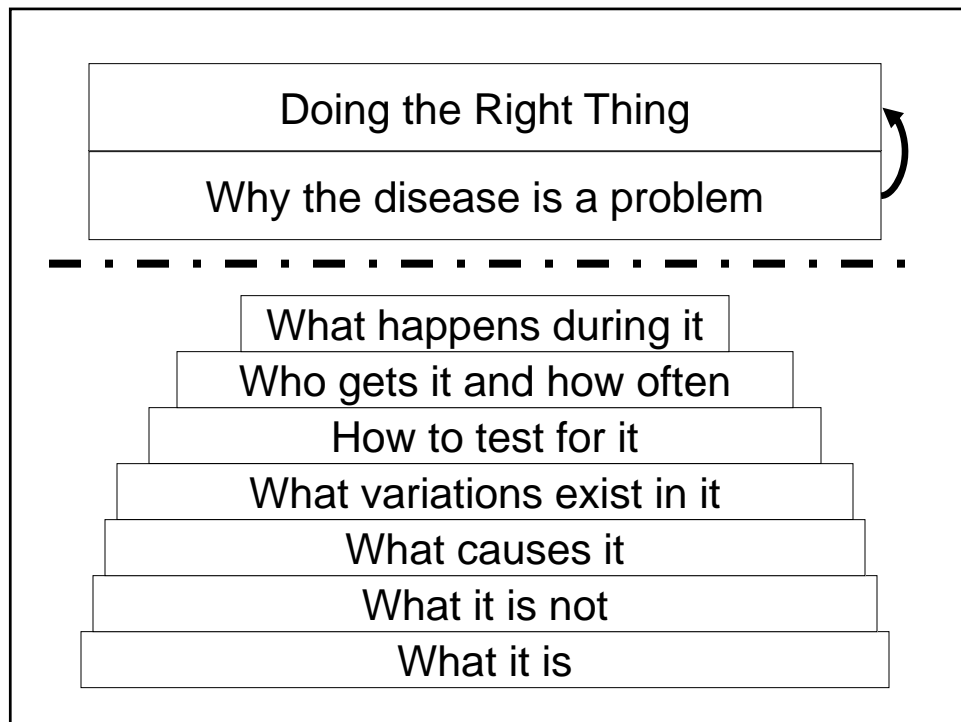 Doing the Right Thing
Why the disease is a problem
What happens during it
Who gets it and how often
How to test for it
What variations exist in it
What causes it
What it is not
What it is